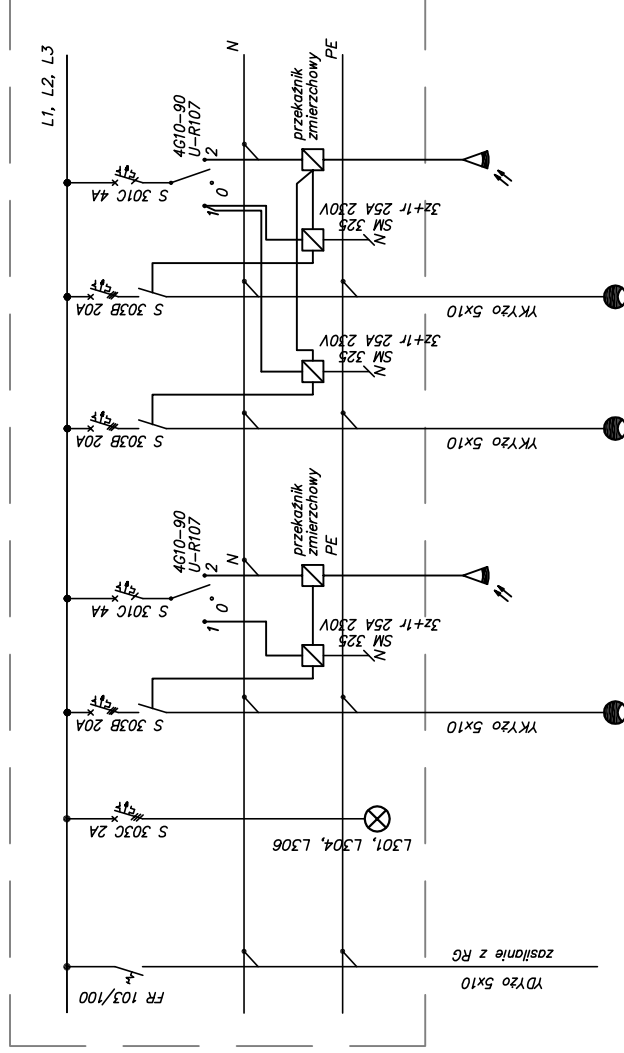 L1, L2, L3
N
PE
4G10-90
U-R107
2
0
1
S 301C 4A
przekaźnik
zmierzchowy
3z+1r 25A 230V
SM 325
N
S 303B 20A
YKYżo 5x10
3z+1r 25A 230V
SM 325
N
S 303B 20A
YKYżo 5x10
4G10-90
U-R107
2
0
1
S 301C 4A
N
przekaźnik
zmierzchowy
PE
3z+1r 25A 230V
SM 325
N
S 303B 20A
YKYżo 5x10
S 303C 2A
L301, L304, L306
FR 103/100
zasilanie z RG
YDYżo 5x10